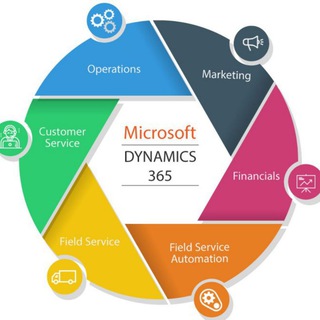 Operations
Marketing
Customer
Service
Microsoft
DYNAMICS
365
Financials
Field Service
Field Service
Automation